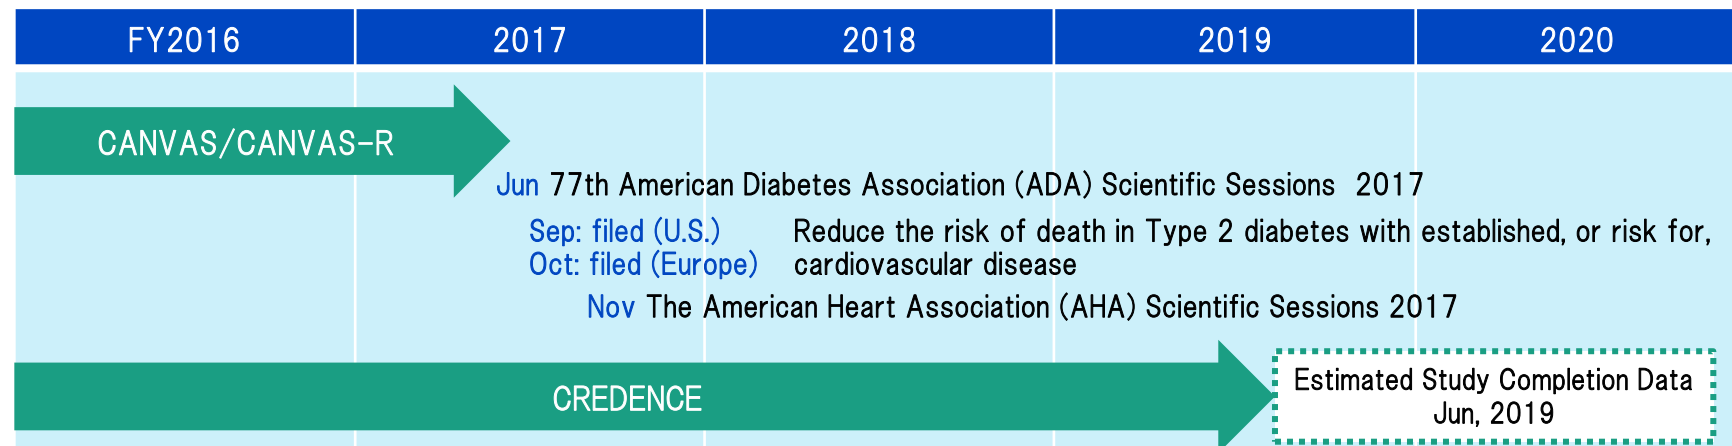 FY2016 2017 2018 2019 2020
CANVAS/CANVAS-R
Jun 77th American Diabetes Association (ADA) Scientific Sessions 2017
Sep: filed (U.S.) Reduce the risk of death in Type 2 diabetes with established, or risk for,
Oct: filed (Europe) cardiovascular disease
Nov The American Heart Association (AHA) Scientific Sessions 2017
CREDENCE
Estimated Study Completion Data
Jun, 2019